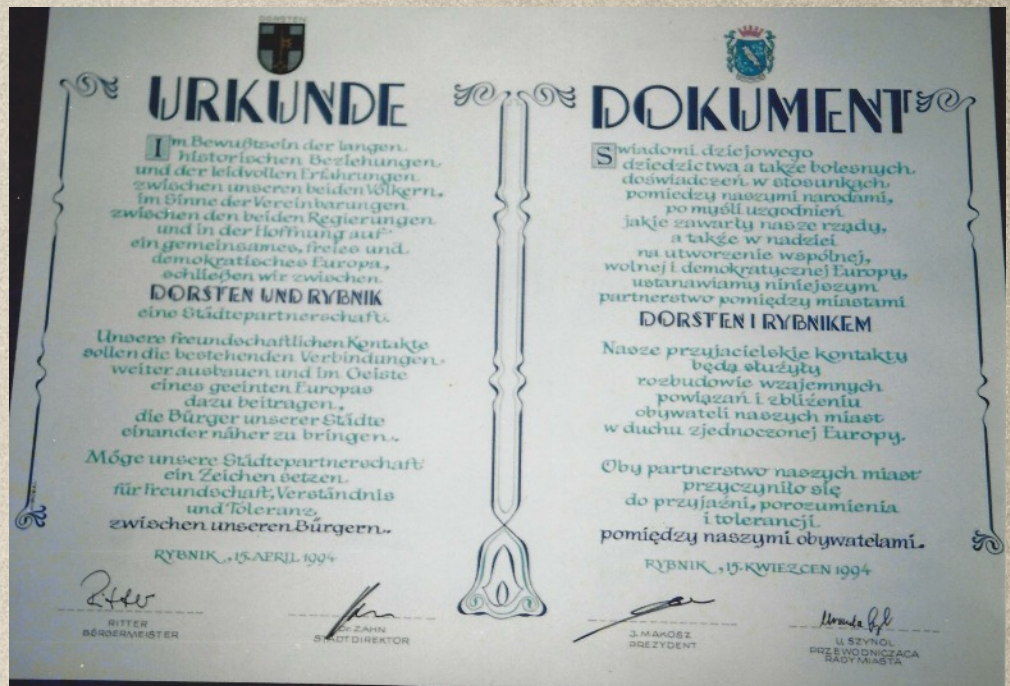 DORSTEN
URKUNDE
Im Bewußtsein der langen
historischen Beziehungen
und der leidvollen Erfahrungen
zwischen unseren beiden Völkern,
im Sinne der Vereinbarungen
zwischen den beiden Regierungen
und in der Hoffnung auf
ein gemeinsames, freies und
demokratisches Europa,
schließen wir zwischen
DORSTEN UND RYBNIK
eine Städtepartnerschaft.
Unsere freundschaftlichen Kontakte
sollen die bestehenden Verbindungen
weiter ausbauen und im Geiste
eines geeinten Europas
dazu beitragen,
die Bürger unserer Städte
einander näher zu bringen.
Möge unsere Städtepartnerschaft
ein Zeichen setzen
für Freundschaft, Verständnis
und Toleranz
zwischen unseren Bürgern.
RYBNIK, 15. APRIL 1994
Ritter
RITTER
BÜRGERMEISTER
DR. ZAHN
STADTDIREKTOR
DOKUMENT
Swiadomi dziejowego
dziedzictwa a także bolesnych
doświadczeń w stosunkach
pomiedzy naszymi narodami,
po myśli uzgodnień
jakie zawarły nasze rządy,
a także w nadziei
na utworzenie wspólnej,
wolnej i demokratycznej Europy,
ustanawiamy niniejszym
partnerstwo pomiędzy miastami
DORSTEN I RYBNIKEM
Nasze przyjacielskie kontakty
będą służyły
rozbudowie wzajemnych
powiązań i zbliżeniu
obywateli naszych miast
w duchu zjednoczonej Europy.
Oby partnerstwo naszych miast
przyczyniło się
do przyjaźni, porozumienia
i tolerancji
pomiędzy naszymi obywatelami.
RYBNIK, 15. KWIEZCEN 1994
J. MAKOSZ
PREZYDENT
U. SZYNOL
PRZEWODNICZACA
RADY MIASTA